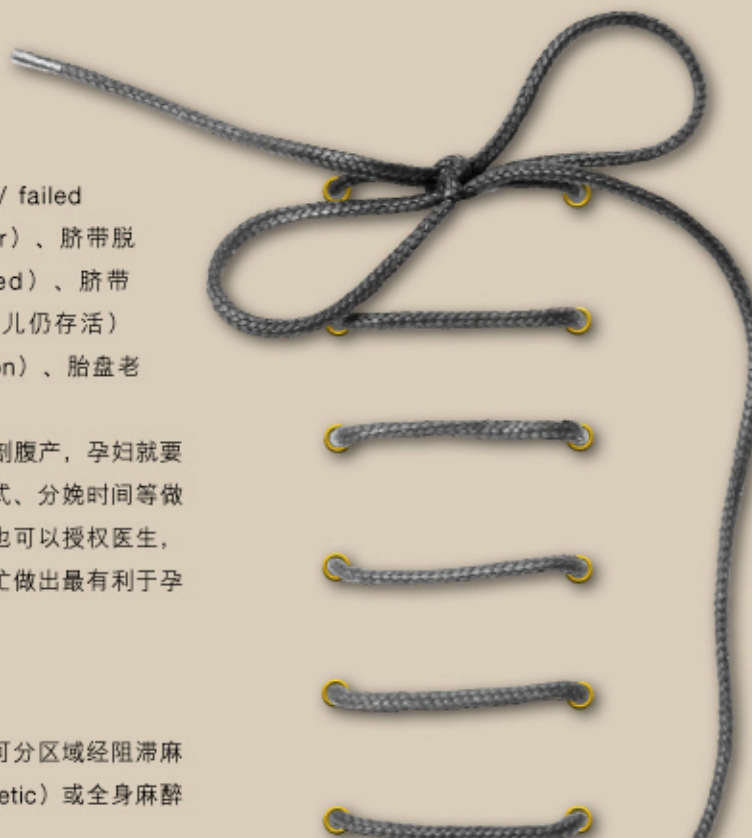 / failed
r）、脐带脱
ed）、脐带
儿仍存活）
on）、胎盘老
剖腹产，孕妇就要
式、分娩时间等做
也可以授权医生，
忙做出最有利于孕
可分区域经阻滞麻
etic）或全身麻醉